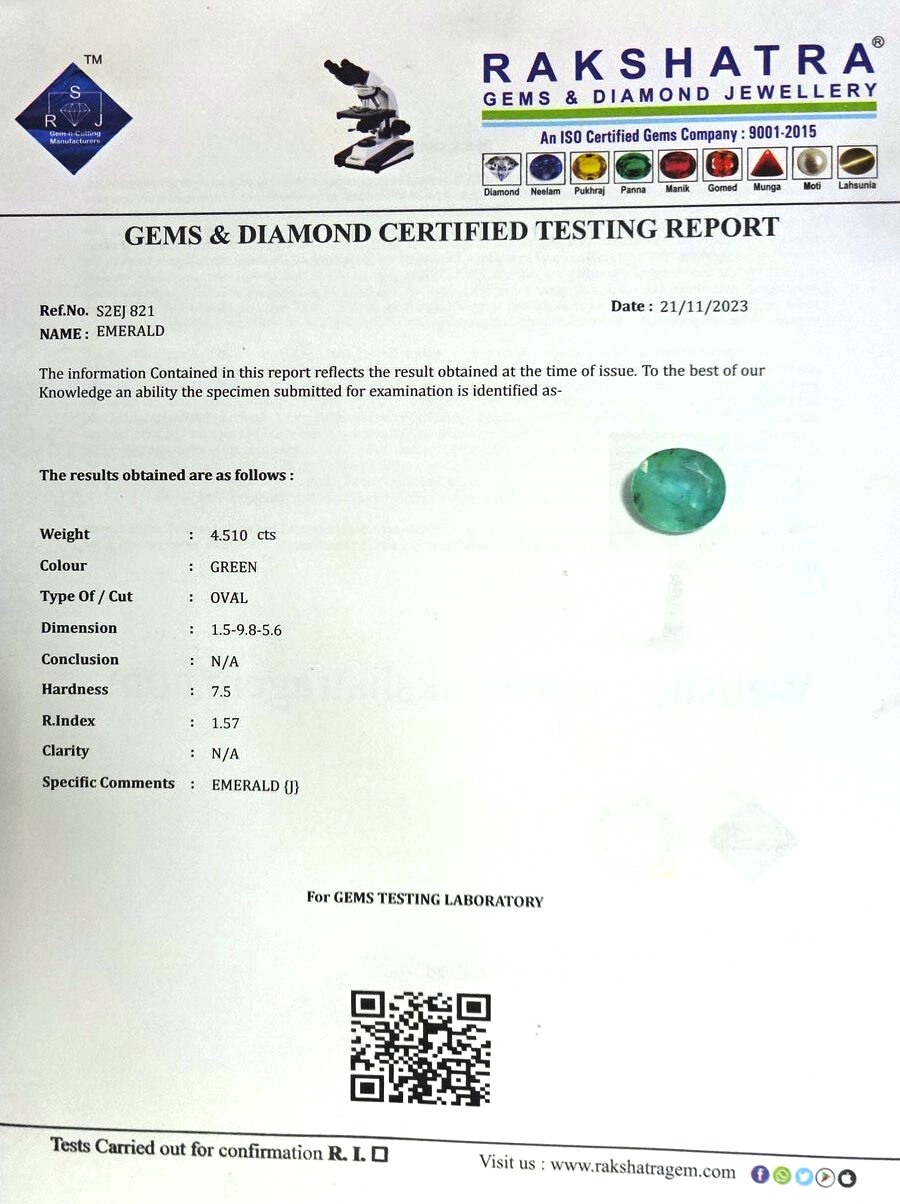 TM
S
R J
Gem-n-Cutting
Manufacturers
RAKSHATRA®
GEMS & DIAMOND JEWELLERY
An ISO Certified Gems Company : 9001-2015
Diamond Neelam Pukhraj Panna Manik Gomed Munga Moti Lahsunia
GEMS & DIAMOND CERTIFIED TESTING REPORT
Ref.No. S2EJ 821
Date : 21/11/2023
NAME : EMERALD
The information Contained in this report reflects the result obtained at the time of issue. To the best of our
Knowledge an ability the specimen submitted for examination is identified as-
The results obtained are as follows :
Weight : 4.510 cts
Colour : GREEN
Type Of / Cut : OVAL
Dimension : 1.5-9.8-5.6
Conclusion : N/A
Hardness : 7.5
R.Index : 1.57
Clarity : N/A
Specific Comments : EMERALD {J}
For GEMS TESTING LABORATORY
Tests Carried out for confirmation R. I. ☐
Visit us : www.rakshatragem.com